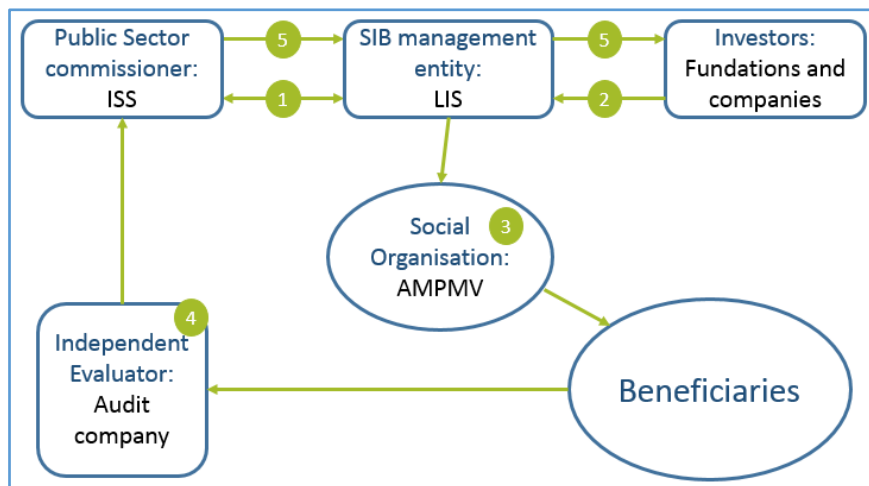 Public Sector
commissioner:
ISS
5
1
SIB management
entity:
LIS
5
2
Investors:
Fundations and
companies
Social
Organisation:
AMPMV
3
4
Independent
Evaluator:
Audit
company
Beneficiaries